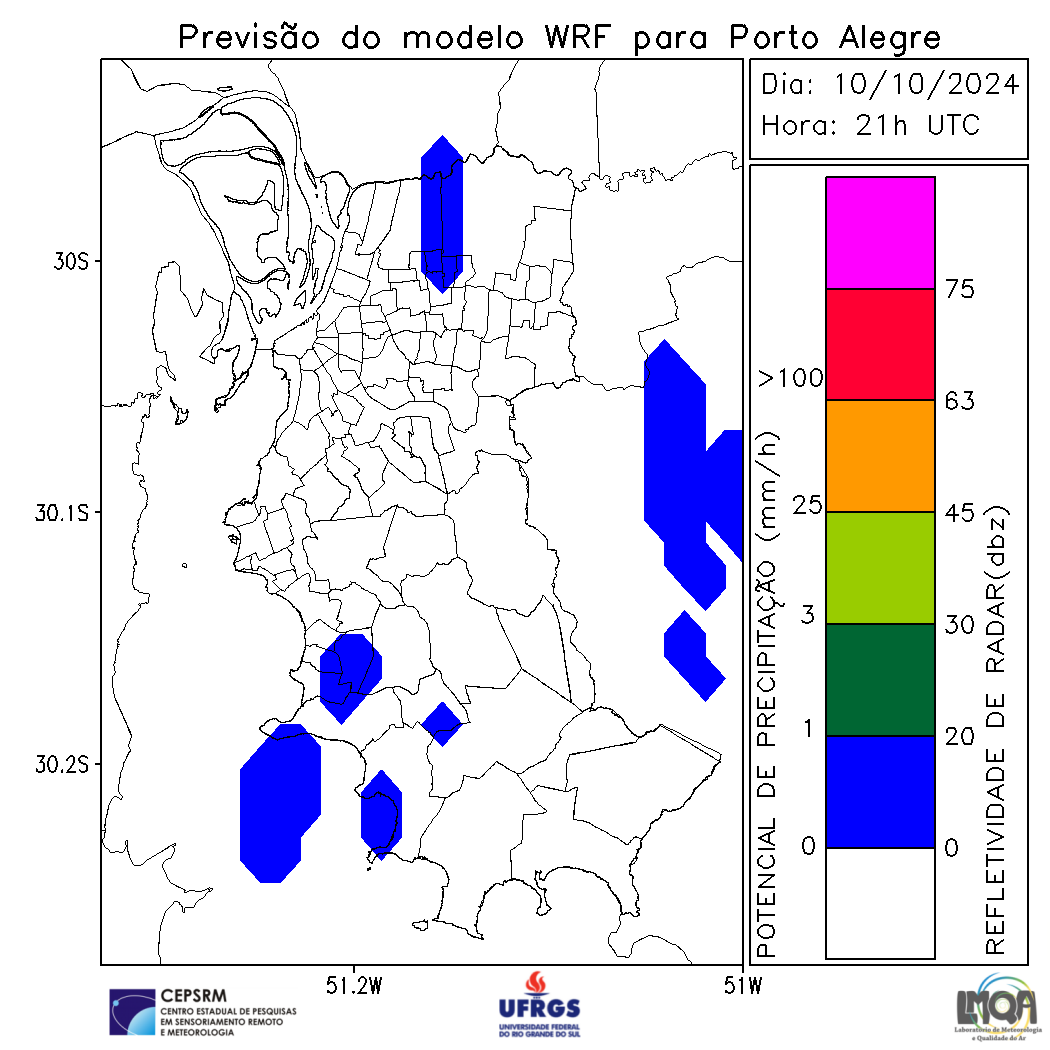 Previsão do modelo WRF para Porto Alegre
Dia: 10/10/2024
Hora: 21h UTC
30S
30.1S
30.2S
51.2W
51W
POTENCIAL DE PRECIPITAÇÃO (mm/h)
>100
25
3
1
0
75
63
45
30
20
0
REFLETIVIDADE DE RADAR(dbz)
CEPSRM
CENTRO ESTADUAL DE PESQUISAS
EM SENSORIAMENTO REMOTO
E METEOROLOGIA
UFRGS
UNIVERSIDADE FEDERAL
DO RIO GRANDE DO SUL
LMQA
Laboratório de Meteorologia
e Qualidade do Ar